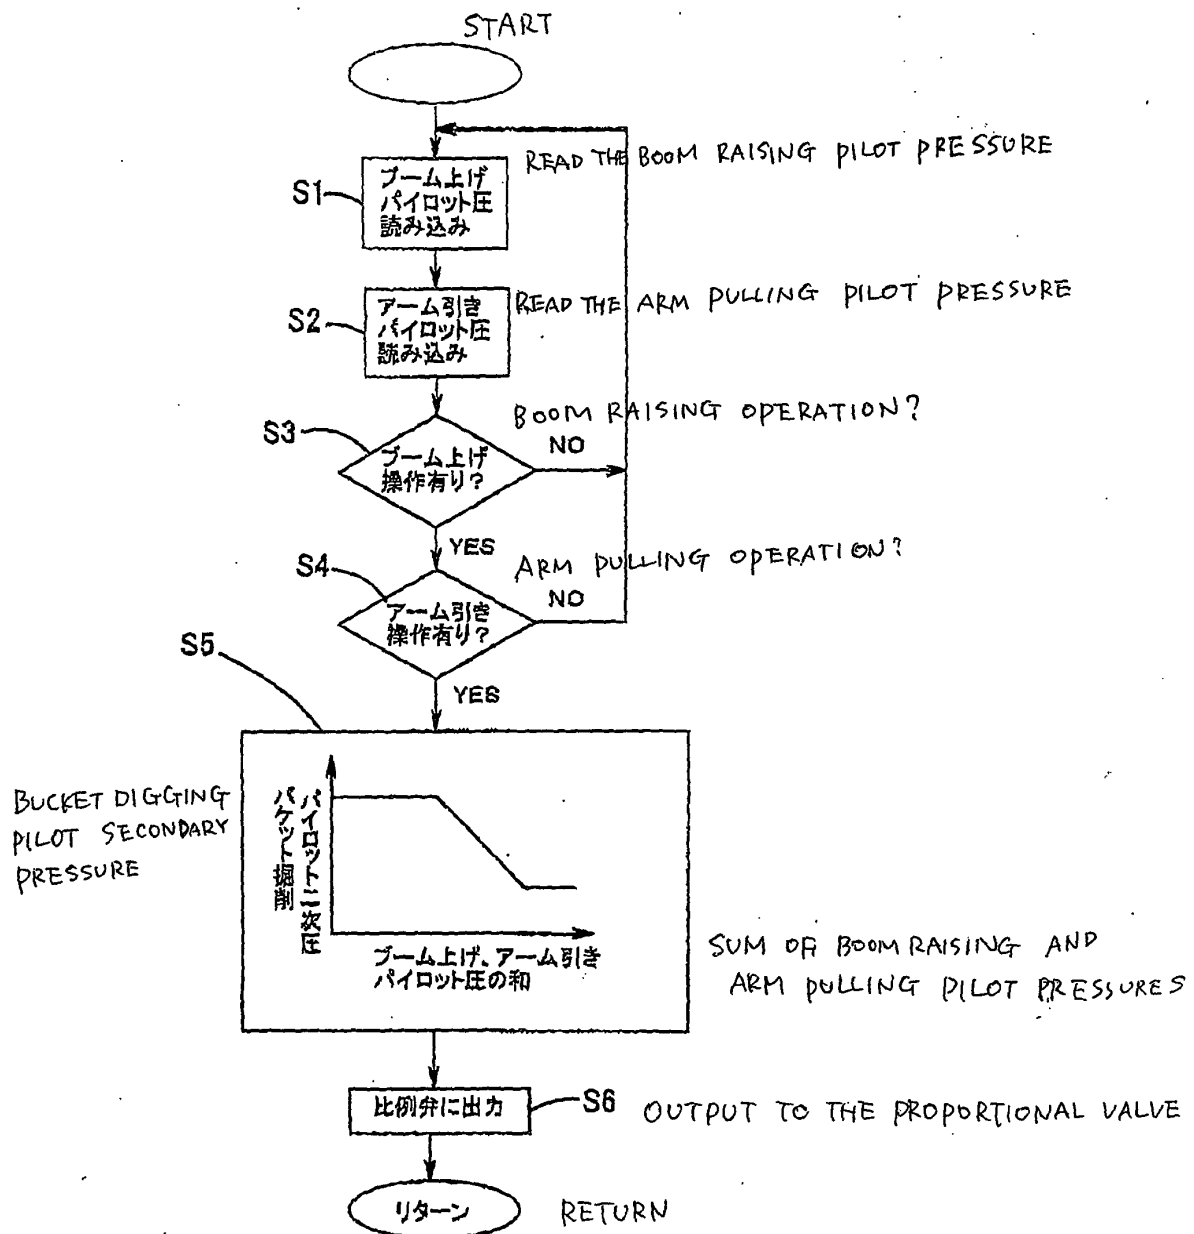 START
READ THE BOOM RAISING PILOT PRESSURE
S1
ブーム上げ
パイロット圧
読み込み
READ THE ARM PULLING PILOT PRESSURE
S2
アーム引き
パイロット圧
読み込み
BOOM RAISING OPERATION?
S3
NO
ブーム上げ
操作有り?
YES
ARM PULLING OPERATION?
S4
NO
アーム引き
操作有り?
S5
YES
BUCKET DIGGING
PILOT SECONDARY
PRESSURE
バケット掘削
パイロット二次圧
ブーム上げ、アーム引き
パイロット圧の和
SUM OF BOOM RAISING AND
ARM PULLING PILOT PRESSURES
比例弁に出力
S6
OUTPUT TO THE PROPORTIONAL VALVE
リターン
RETURN